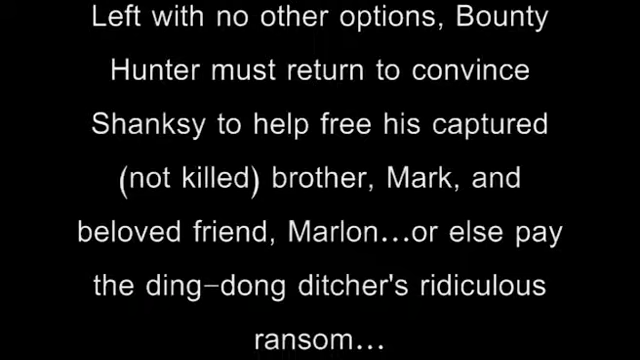 Left with no other options, Bounty
Hunter must return to convince
Shanksy to help free his captured
(not killed) brother, Mark, and
beloved friend, Marlon...or else pay
the ding-dong ditcher's ridiculous
ransom...